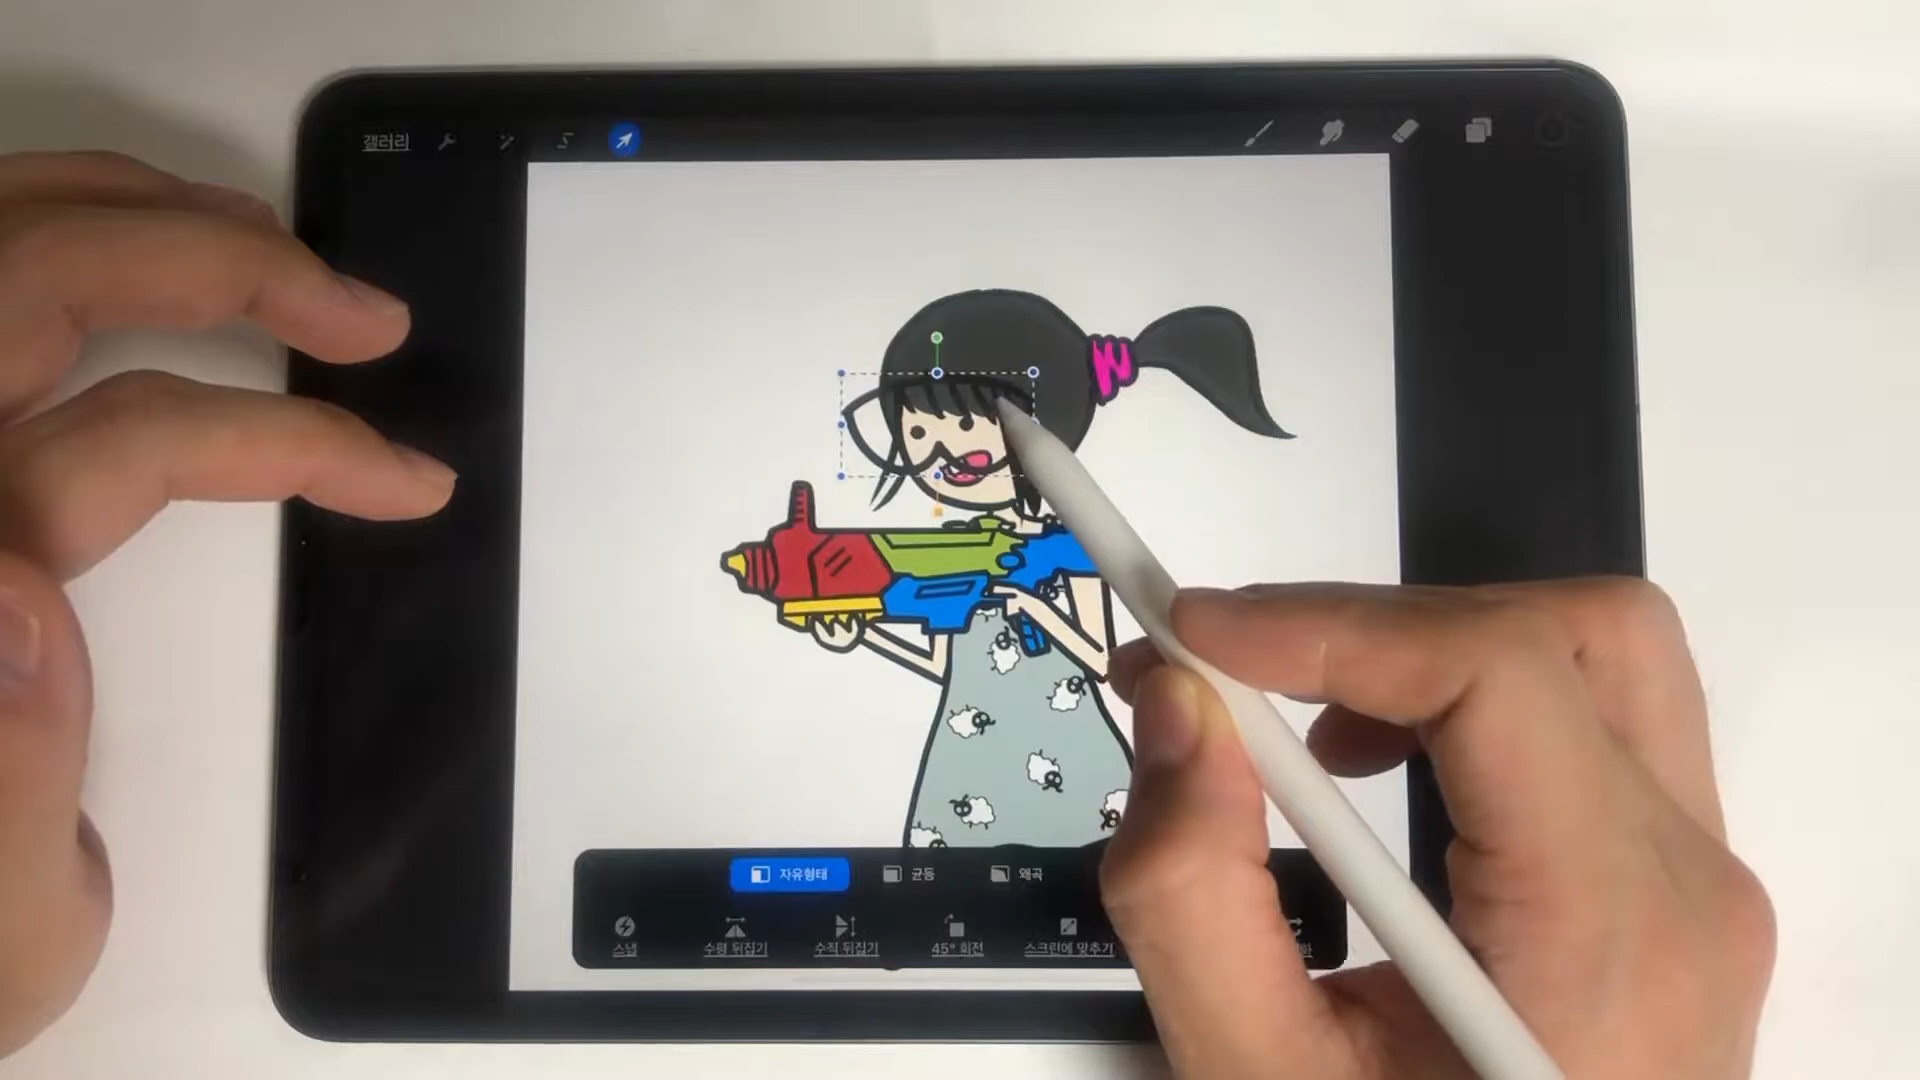 갤러리
자유형태
균등
왜곡
스냅
수평 뒤집기
수직 뒤집기
45° 회전
스크린에 맞추기